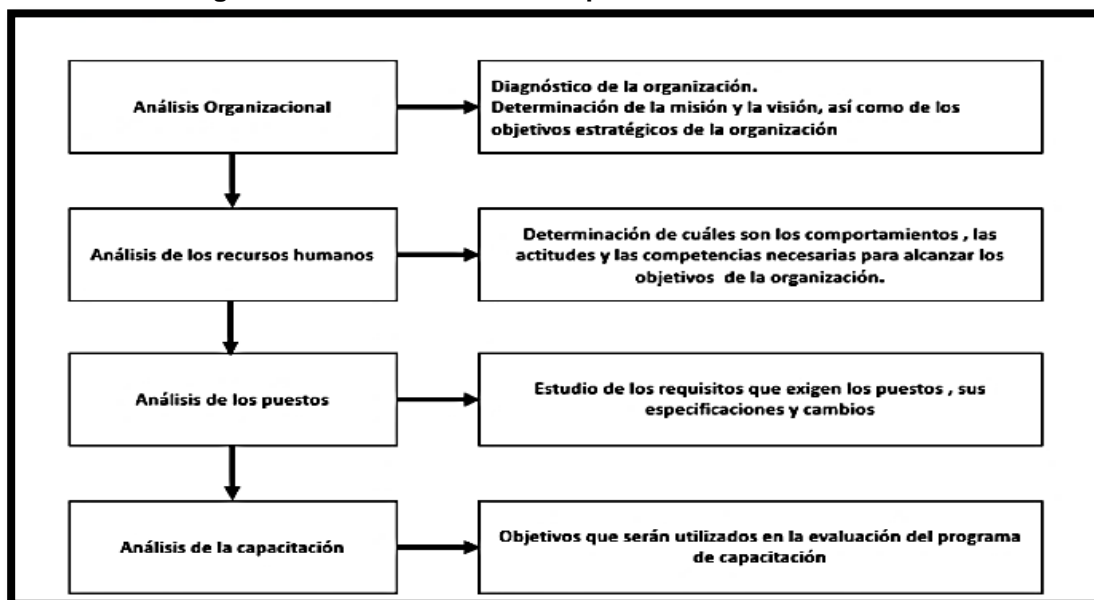 Análisis Organizacional
Diagnóstico de la organización.
Determinación de la misión y la visión, así como de los
objetivos estratégicos de la organización
Análisis de los recursos humanos
Determinación de cuáles son los comportamientos , las
actitudes y las competencias necesarias para alcanzar los
objetivos de la organización.
Análisis de los puestos
Estudio de los requisitos que exigen los puestos , sus
especificaciones y cambios
Análisis de la capacitación
Objetivos que serán utilizados en la evaluación del programa
de capacitación